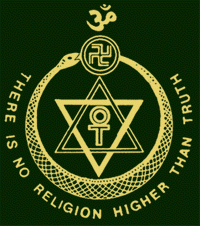 ॐ
THERE IS NO RELIGION HIGHER THAN TRUTH